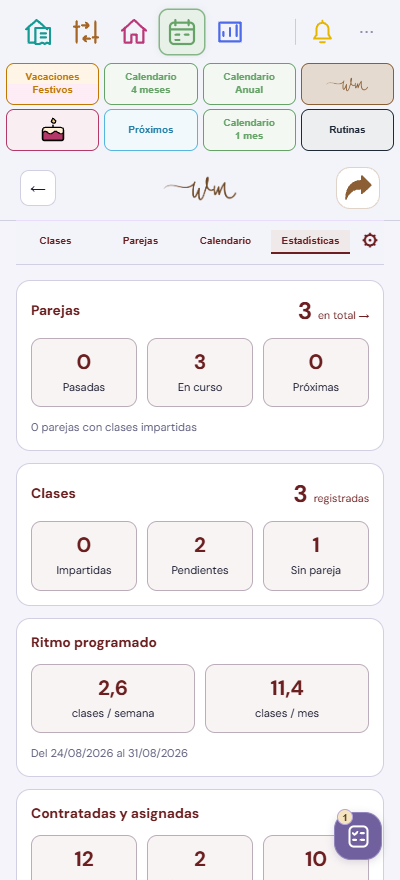 Vacaciones
Festivos
Calendario
4 meses
Calendario
Anual
Wm
Próximos
Calendario
1 mes
Rutinas
←
Wm
Clases
Parejas
Calendario
Estadísticas
Parejas
3 en total →
0
Pasadas
3
En curso
0
Próximas
0 parejas con clases impartidas
Clases
3 registradas
0
Impartidas
2
Pendientes
1
Sin pareja
Ritmo programado
2,6
clases / semana
11,4
clases / mes
Del 24/08/2026 al 31/08/2026
Contratadas y asignadas
1
12
2
10